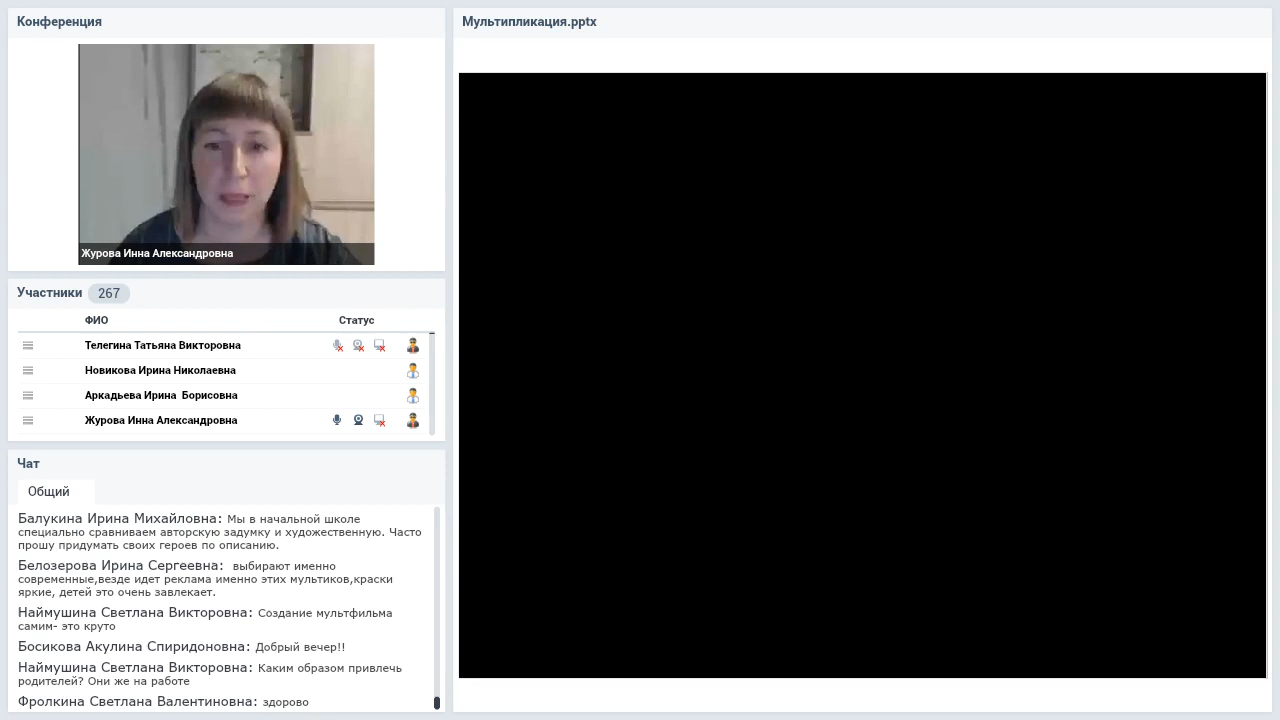 Конференция
Журова Инна Александровна
Участники 267
ФИО Статус
Телегина Татьяна Викторовна
Новикова Ирина Николаевна
Аркадьева Ирина Борисовна
Журова Инна Александровна
Чат
Общий
Балукина Ирина Михайловна: Мы в начальной школе
специально сравниваем авторскую задумку и художественную. Часто
прошу придумать своих героев по описанию.
Белозерова Ирина Сергеевна: выбирают именно
современные,везде идет реклама именно этих мультиков,краски
яркие, детей это очень завлекает.
Наймушина Светлана Викторовна: Создание мультфильма
самим- это круто
Босикова Акулина Спиридоновна: Добрый вечер!!
Наймушина Светлана Викторовна: Каким образом привлечь
родителей? Они же на работе
Фролкина Светлана Валентиновна: здорово
Мультипликация.pptx